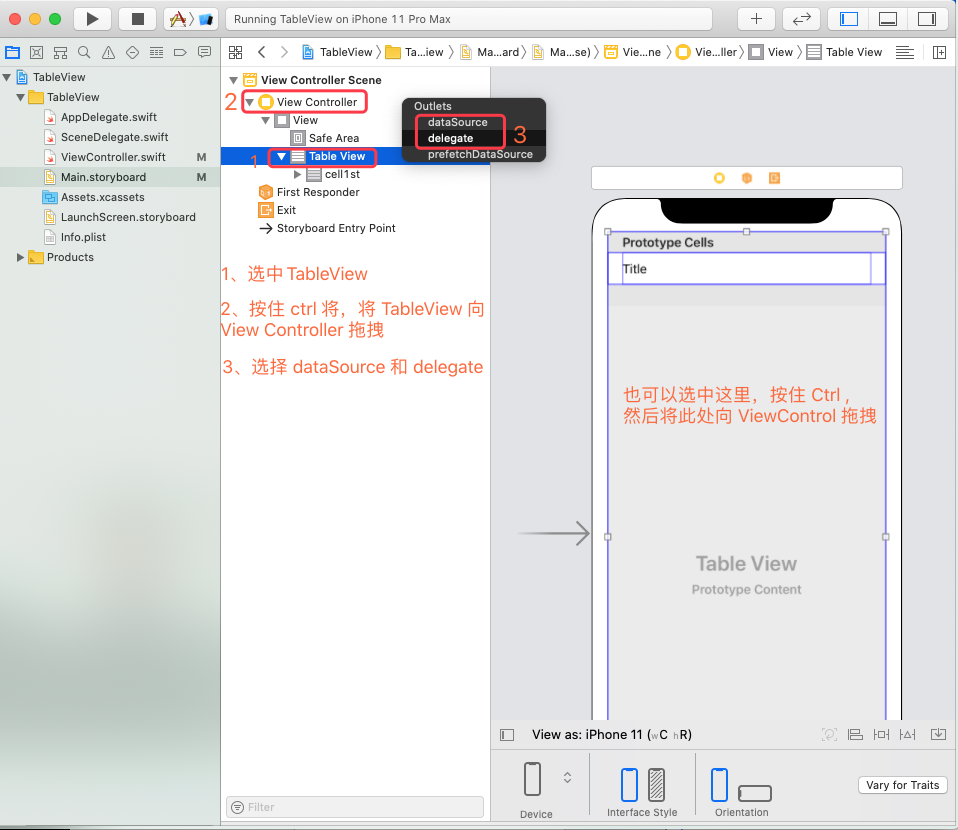 Running TableView on iPhone 11 Pro Max
TableView
Ta...iew
Ma...ard
Ma...se)
Vie...ne
Vie...ller
View
Table View
TableView
TableView
AppDelegate.swift
SceneDelegate.swift
ViewController.swift M
Main.storyboard M
Assets.xcassets
LaunchScreen.storyboard
Info.plist
Products
View Controller Scene
2 View Controller
View
Safe Area
1 Table View
cell1st
First Responder
Exit
Storyboard Entry Point
Outlets
dataSource
delegate 3
prefetchDataSource
1、选中 TableView
2、按住 ctrl 将，将 TableView 向
View Controller 拖拽
3、选择 dataSource 和 delegate
Filter
Prototype Cells
Title
也可以选中这里，按住 Ctrl ,
然后将此处向 ViewControl 拖拽
Table View
Prototype Content
View as: iPhone 11 (wC hR)
Device
Interface Style
Orientation
Vary for Traits